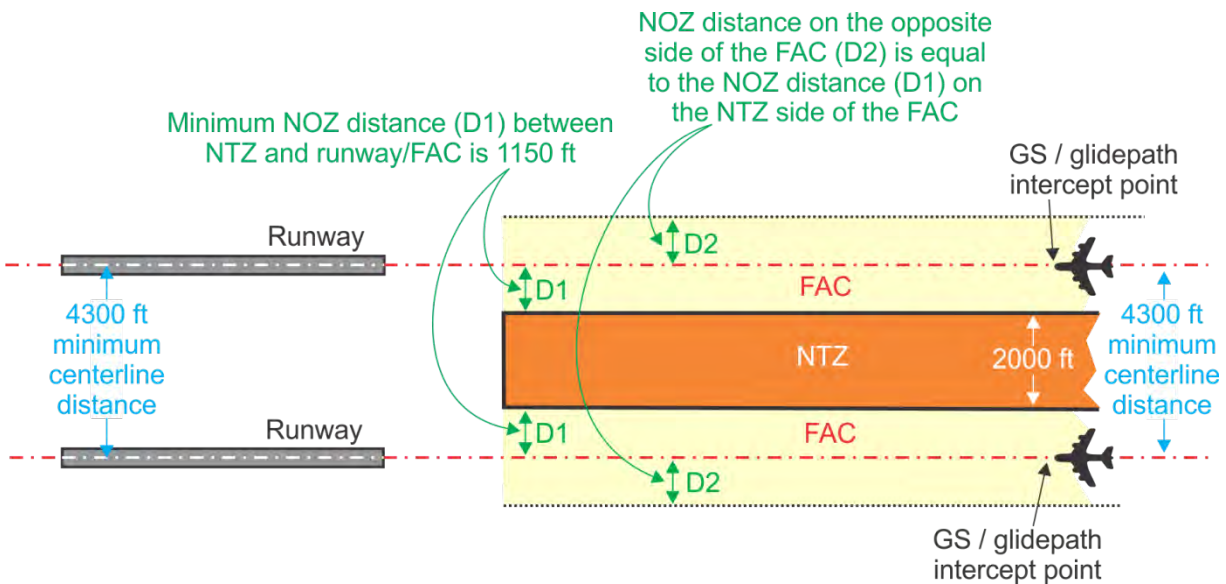 NOZ distance on the opposite
side of the FAC (D2) is equal
to the NOZ distance (D1) on
the NTZ side of the FAC
Minimum NOZ distance (D1) between
NTZ and runway/FAC is 1150 ft
GS / glidepath
intercept point
Runway
D2
D1
FAC
4300 ft
minimum
centerline
distance
NTZ
2000 ft
4300 ft
minimum
centerline
distance
Runway
D1
FAC
D2
GS / glidepath
intercept point